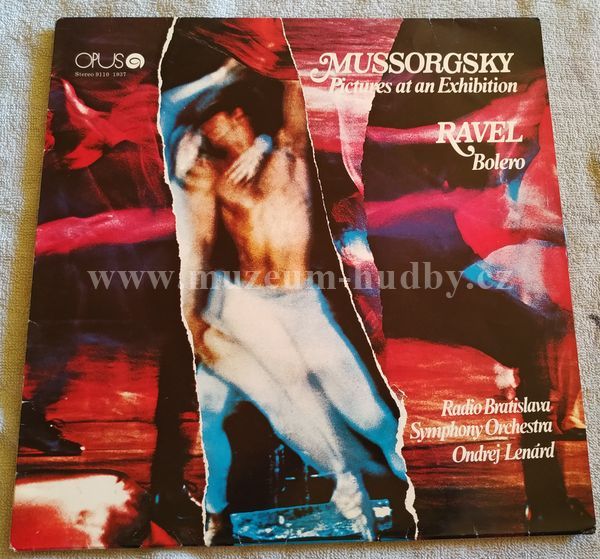 OPUS
Stereo 9110 1937
MUSSORGSKY
Pictures at an Exhibition
RAVEL
Bolero
www.muzeum-hudby.cz
Radio Bratislava
Symphony Orchestra
Ondrej Lenárd